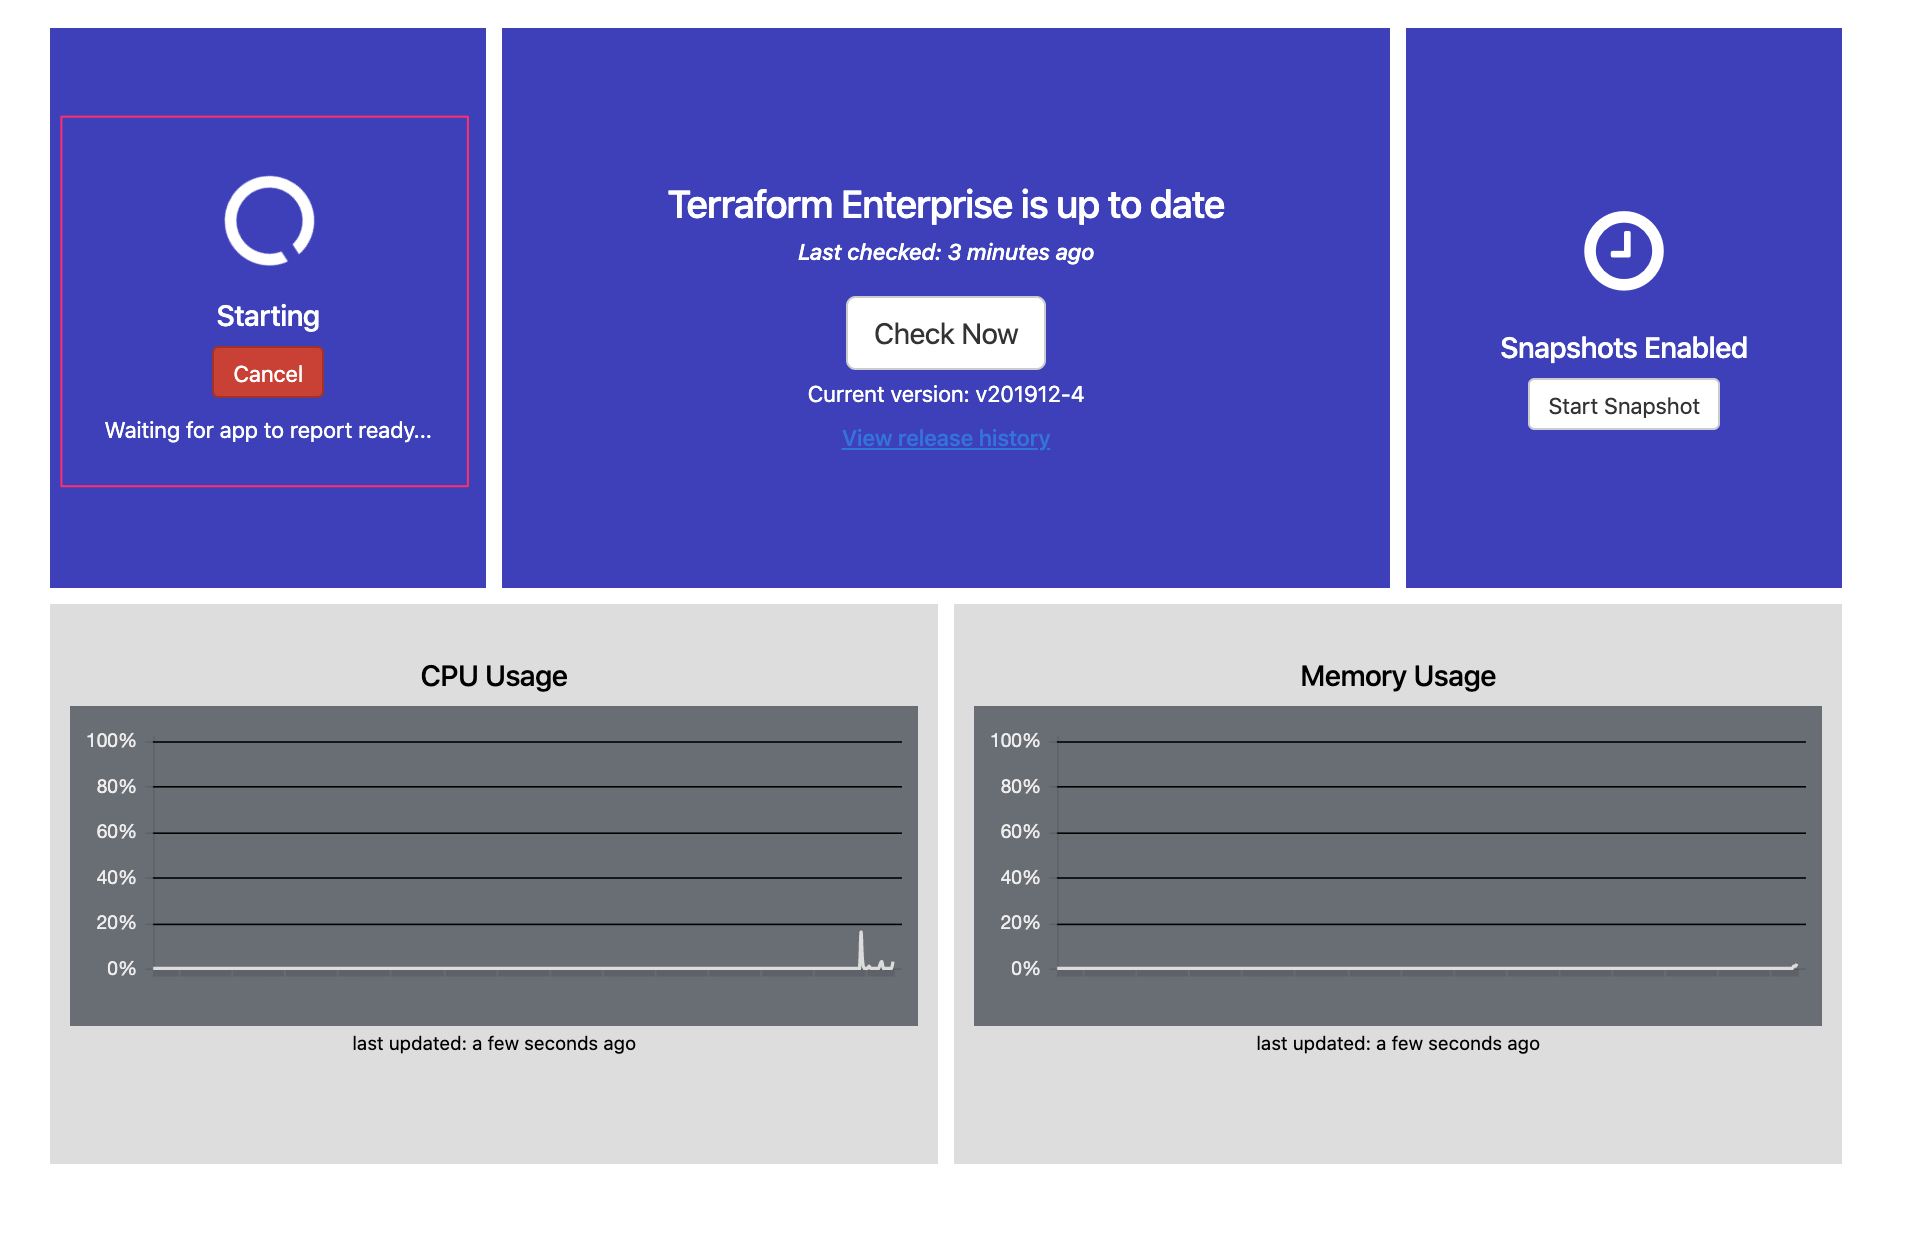 Starting
Cancel
Waiting for app to report ready...
Terraform Enterprise is up to date
Last checked: 3 minutes ago
Check Now
Current version: v201912-4
View release history
Snapshots Enabled
Start Snapshot
CPU Usage
100%
80%
60%
40%
20%
0%
last updated: a few seconds ago
Memory Usage
100%
80%
60%
40%
20%
0%
last updated: a few seconds ago